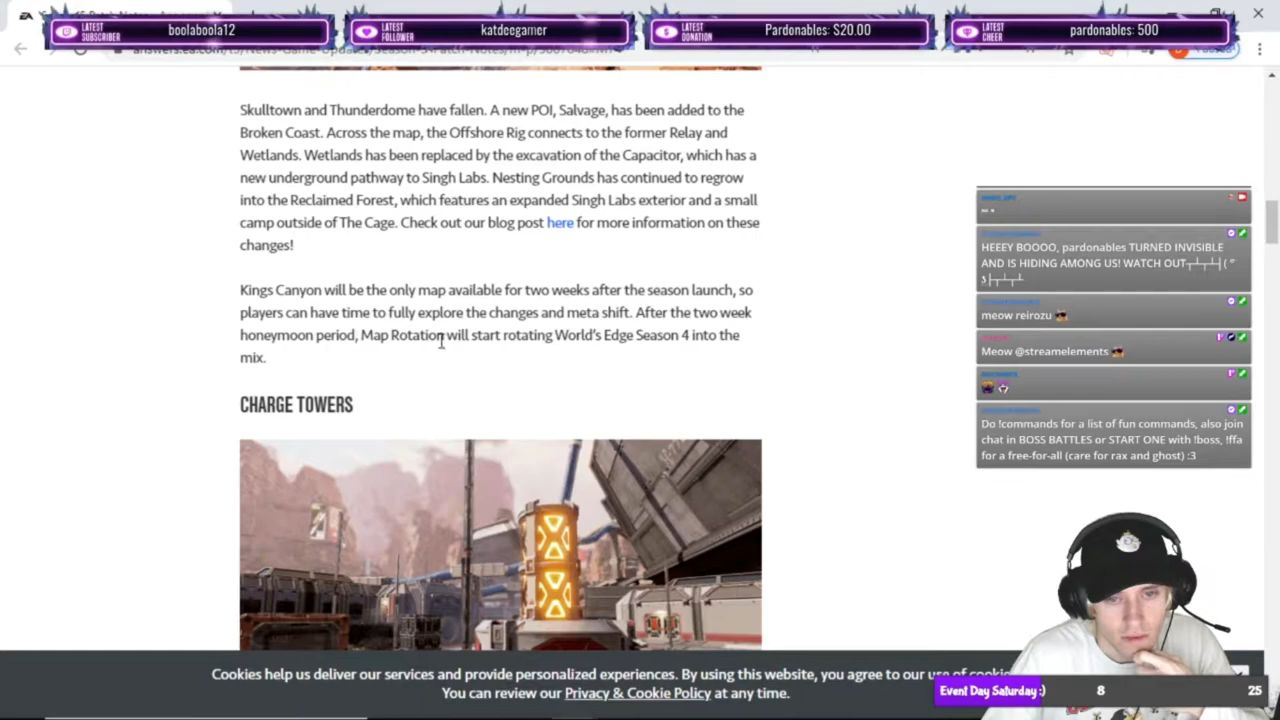 LATEST SUBSCRIBER boolaboola12
LATEST FOLLOWER katdeegamer
LATEST DONATION Pardonables: $20.00
LATEST CHEER pardonables: 500
Skulltown and Thunderdome have fallen. A new POI, Salvage, has been added to the
Broken Coast. Across the map, the Offshore Rig connects to the former Relay and
Wetlands. Wetlands has been replaced by the excavation of the Capacitor, which has a
new underground pathway to Singh Labs. Nesting Grounds has continued to regrow
into the Reclaimed Forest, which features an expanded Singh Labs exterior and a small
camp outside of The Cage. Check out our blog post here for more information on these
changes!
Kings Canyon will be the only map available for two weeks after the season launch, so
players can have time to fully explore the changes and meta shift. After the two week
honeymoon period, Map Rotation will start rotating World's Edge Season 4 into the
mix.
CHARGE TOWERS
HEEEY BOOOO, pardonables TURNED INVISIBLE
AND IS HIDING AMONG US! WATCH OUT
meow reirozu
Meow @streamelements
Do !commands for a list of fun commands, also join
chat in BOSS BATTLES or START ONE with !boss, !ffa
for a free-for-all (care for rax and ghost) :3
Cookies help us deliver our services and provide personalized experiences. By using this website, you agree to our use of
You can review our Privacy & Cookie Policy at any time.
Event Day Saturday :) 8 25